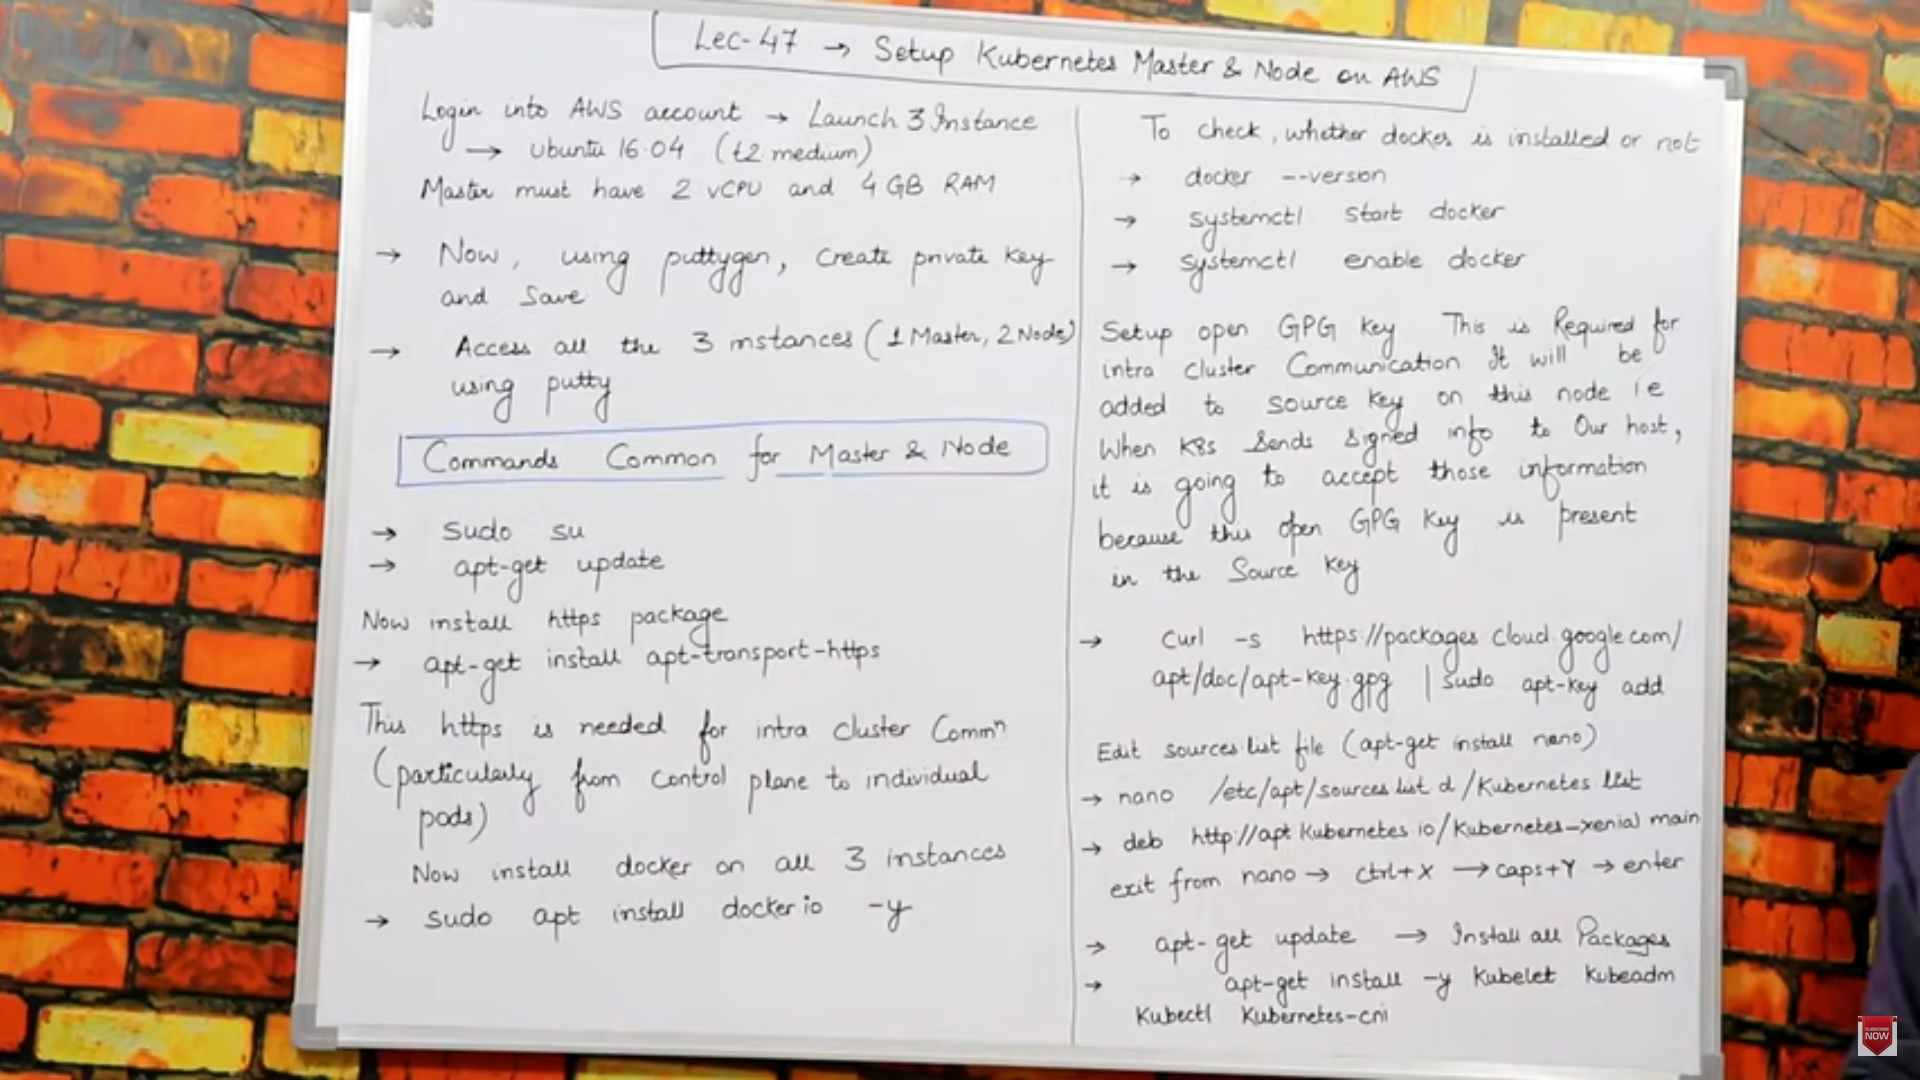 Lec-47 → Setup Kubernetes Master & Node on AWS
Login into AWS account → Launch 3 Instance
→ Ubuntu 16.04 (t2.medium)
Master must have 2 vCPU and 4 GB RAM
→ Now, using puttygen, Create private key
and Save
→ Access all the 3 instances (1 Master, 2 Node)
using putty
Commands Common for Master & Node
→ sudo su
→ apt-get update
Now install https package
→ apt-get install apt-transport-https
This https is needed for intra cluster Commⁿ
(particularly from Control plane to individual
pods)
Now install docker on all 3 instances
→ sudo apt install docker.io -y
To check, whether docker is installed or not
→ docker --version
→ systemctl start docker
→ systemctl enable docker
Setup open GPG Key This is Required for
intra cluster Communication It will be
added to source key on this node i.e
When K8s Sends signed info to Our host,
it is going to accept those information
because this open GPG Key is present
in the Source Key
→ curl -s https://packages.cloud.google.com/
apt/doc/apt-key.gpg | sudo apt-key add
Edit sources.list file (apt-get install nano)
→ nano /etc/apt/sources.list.d/Kubernetes.list
→ deb http://apt.Kubernetes.io/Kubernetes-xenial main
exit from nano → ctrl+X → caps+Y → enter
→ apt-get update → Install all Packages
→ apt-get install -y Kubelet Kubeadm
Kubectl Kubernetes-cni
SUBSCRIBE
NOW